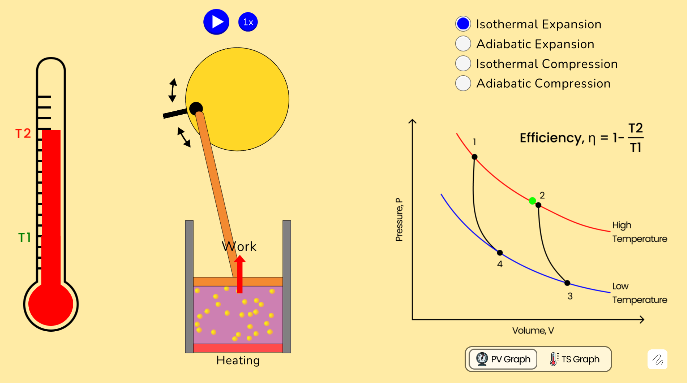 1x
Isothermal Expansion
Adiabatic Expansion
Isothermal Compression
Adiabatic Compression
T2
T1
Work
Heating
Efficiency, η = 1- T2
T1
Pressure, P
1
2
High
Temperature
4
3
Low
Temperature
Volume, V
PV Graph
TS Graph